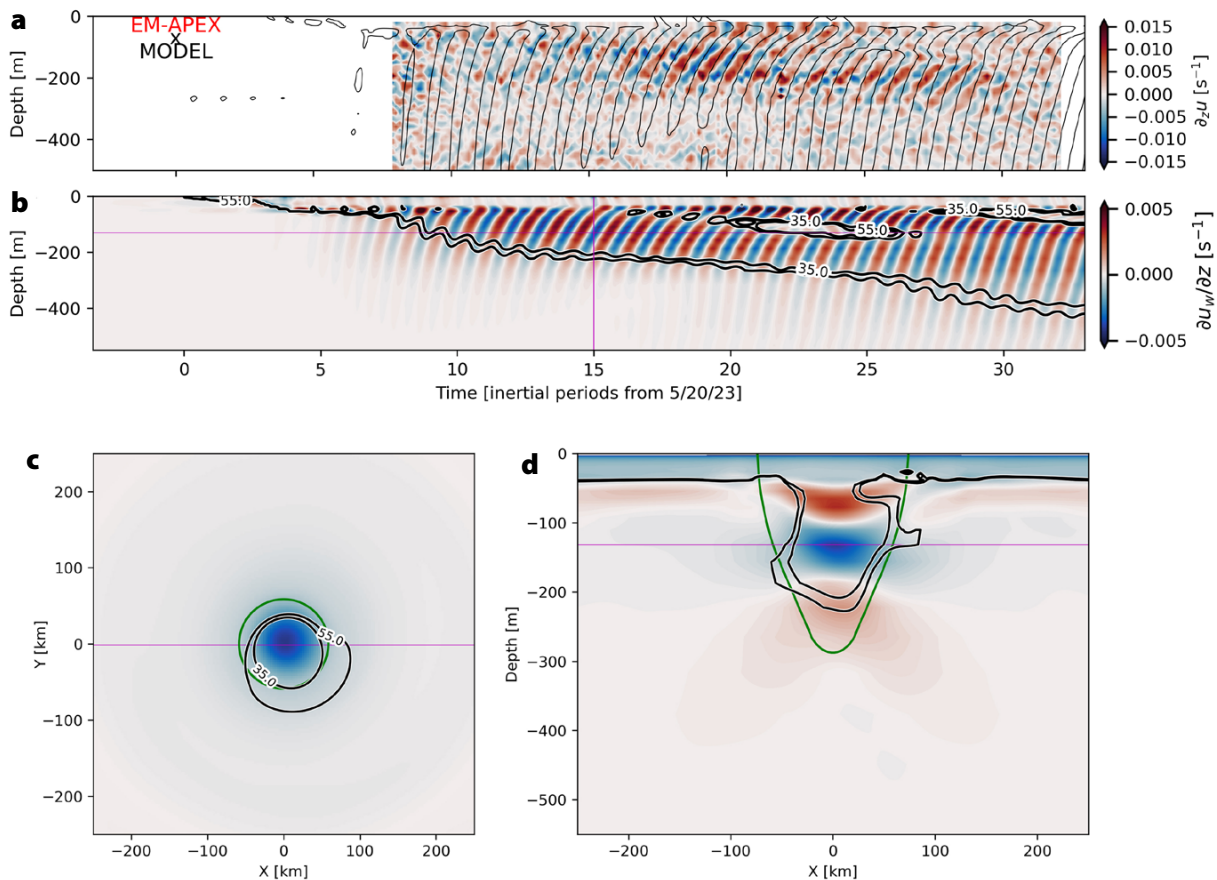 a
EM-APEX
x
MODEL
Depth [m]
0
−200
−400
0.015
0.010
0.005
0.000
−0.005
−0.010
−0.015
∂zu [s−1]
b
Depth [m]
0
−200
−400
55.0
35.0
55.0
35.0
55.0
35.0
0.005
0.000
−0.005
∂uw/∂z [s−1]
0 5 10 15 20 25 30
Time [inertial periods from 5/20/23]
c
Y [km]
200
100
0
−100
−200
55.0
35.0
−200 −100 0 100 200
X [km]
d
Depth [m]
0
−100
−200
−300
−400
−500
−200 −100 0 100 200
X [km]